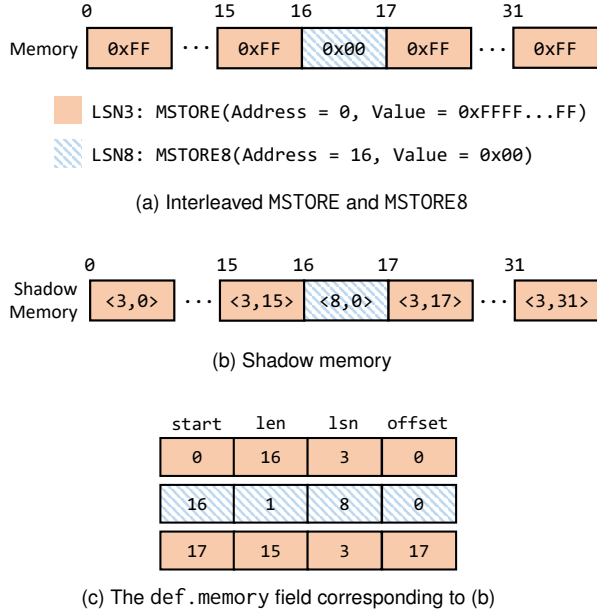 0 15 16 17 31
Memory 0xFF ... 0xFF 0x00 0xFF ... 0xFF
LSN3: MSTORE(Address = 0, Value = 0xFFFF...FF)
LSN8: MSTORE8(Address = 16, Value = 0x00)
(a) Interleaved MSTORE and MSTORE8
0 15 16 17 31
Shadow
Memory
<3,0> ... <3,15> <8,0> <3,17> ... <3,31>
(b) Shadow memory
start len lsn offset
0 16 3 0
16 1 8 0
17 15 3 17
(c) The def.memory field corresponding to (b)